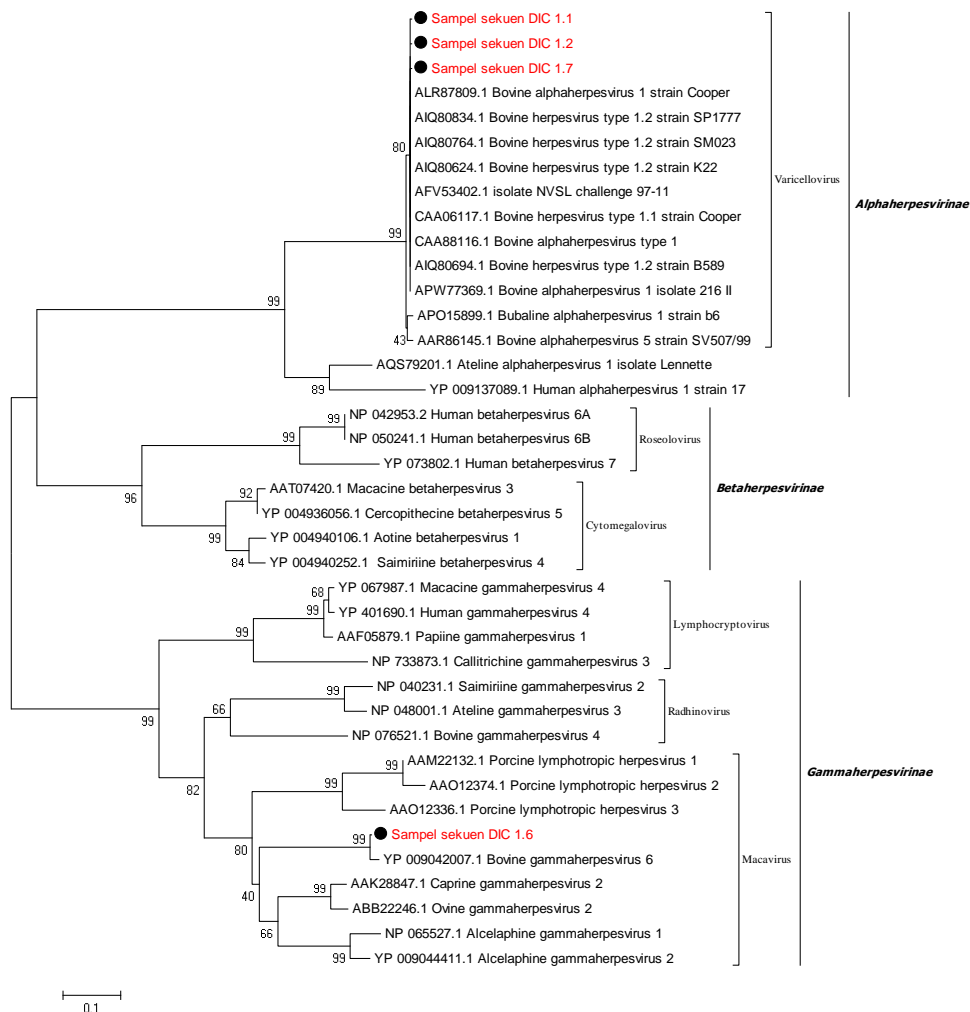 Sampel sekuen DIC 1.1
Sampel sekuen DIC 1.2
Sampel sekuen DIC 1.7
ALR87809.1 Bovine alphaherpesvirus 1 strain Cooper
AIQ80834.1 Bovine herpesvirus type 1.2 strain SP1777
AIQ80764.1 Bovine herpesvirus type 1.2 strain SM023
80
AIQ80624.1 Bovine herpesvirus type 1.2 strain K22
Varicellovirus
AFV53402.1 isolate NVSL challenge 97-11
Alphaherpesvirinae
CAA06117.1 Bovine herpesvirus type 1.1 strain Cooper
99
CAA88116.1 Bovine alphaherpesvirus type 1
AIQ80694.1 Bovine herpesvirus type 1.2 strain B589
APW77369.1 Bovine alphaherpesvirus 1 isolate 216 II
99
APO15899.1 Bubaline alphaherpesvirus 1 strain b6
43
AAR86145.1 Bovine alphaherpesvirus 5 strain SV507/99
AQS79201.1 Ateline alphaherpesvirus 1 isolate Lennette
89
YP 009137089.1 Human alphaherpesvirus 1 strain 17
NP 042953.2 Human betaherpesvirus 6A
99
NP 050241.1 Human betaherpesvirus 6B
Roseolovirus
99
YP 073802.1 Human betaherpesvirus 7
AAT07420.1 Macacine betaherpesvirus 3
Betaherpesvirinae
92
96
YP 004936056.1 Cercopithecine betaherpesvirus 5
Cytomegalovirus
99
YP 004940106.1 Aotine betaherpesvirus 1
84
YP 004940252.1 Saimiriine betaherpesvirus 4
YP 067987.1 Macacine gammaherpesvirus 4
68
99
YP 401690.1 Human gammaherpesvirus 4
Lymphocryptovirus
99
AAF05879.1 Papiine gammaherpesvirus 1
NP 733873.1 Callitrichine gammaherpesvirus 3
NP 040231.1 Saimiriine gammaherpesvirus 2
99
99
66
NP 048001.1 Ateline gammaherpesvirus 3
Radhinovirus
NP 076521.1 Bovine gammaherpesvirus 4
AAM22132.1 Porcine lymphotropic herpesvirus 1
99
Gammaherpesvirinae
82
99
AAO12374.1 Porcine lymphotropic herpesvirus 2
AAO12336.1 Porcine lymphotropic herpesvirus 3
Sampel sekuen DIC 1.6
99
80
YP 009042007.1 Bovine gammaherpesvirus 6
Macavirus
AAK28847.1 Caprine gammaherpesvirus 2
99
40
ABB22246.1 Ovine gammaherpesvirus 2
66
NP 065527.1 Alcelaphine gammaherpesvirus 1
99
YP 009044411.1 Alcelaphine gammaherpesvirus 2
0.1